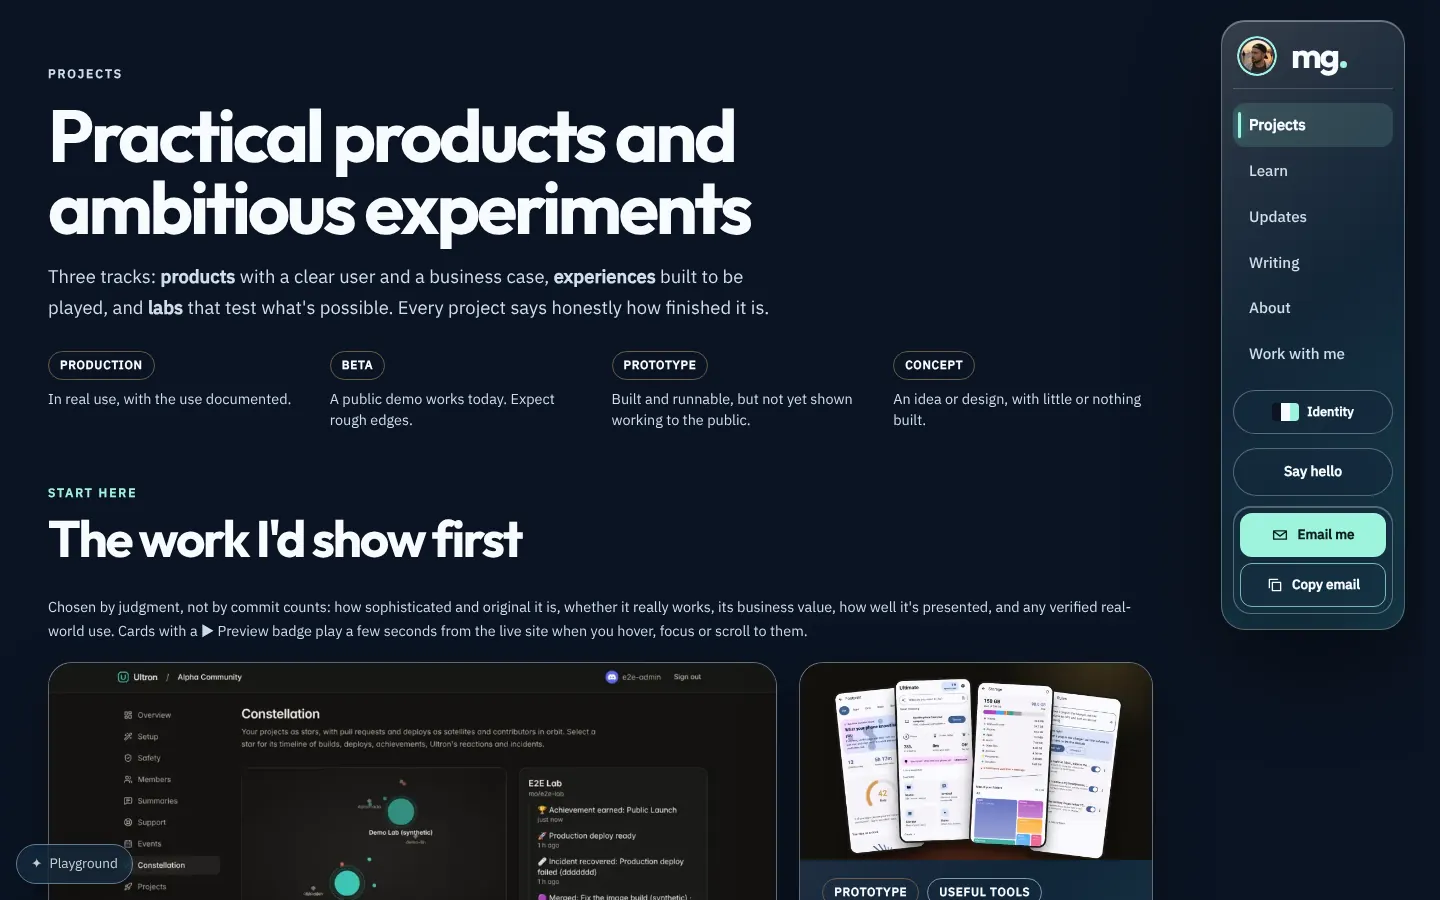 PROJECTS
Practical products and
ambitious experiments
Three tracks: products with a clear user and a business case, experiences built to be
played, and labs that test what's possible. Every project says honestly how finished it is.
PRODUCTION
In real use, with the use documented.
BETA
A public demo works today. Expect
rough edges.
PROTOTYPE
Built and runnable, but not yet shown
working to the public.
CONCEPT
An idea or design, with little or nothing
built.
START HERE
The work I'd show first
Chosen by judgment, not by commit counts: how sophisticated and original it is, whether it really works, its business value, how well it's presented, and any verified real-
world use. Cards with a ▶ Preview badge play a few seconds from the live site when you hover, focus or scroll to them.
Ultron / Alpha Community
e2e-admin Sign out
Overview
Setup
Safety
Members
Summaries
Support
Events
Constellation
Projects
Constellation
Your projects as stars, with pull requests and deploys as satellites and contributors in orbit. Select a
star for its timeline of builds, deploys, achievements, Ultron's reactions and incidents.
Demo Lab (synthetic)
E2E Lab
mo/e2e-lab
🏆 Achievement earned: Public Launch
just now
🚀 Production deploy ready
1 h ago
Incident recovered: Production deploy
failed (ddddddd)
1 h ago
Merged: Fix the image build (synthetic) ·
Ultimate
Storage
PROTOTYPE
USEFUL TOOLS
✦ Playground
mg.
Projects
Learn
Updates
Writing
About
Work with me
Identity
Say hello
Email me
Copy email